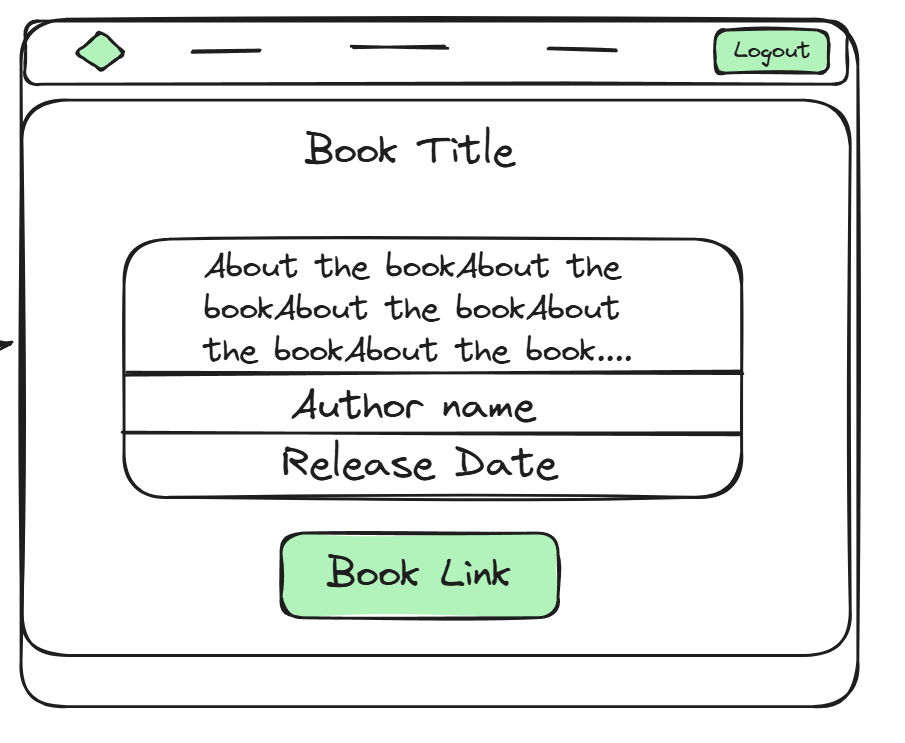 Logout
Book Title
About the bookAbout the
bookAbout the bookAbout
the bookAbout the book....
Author name
Release Date
Book Link